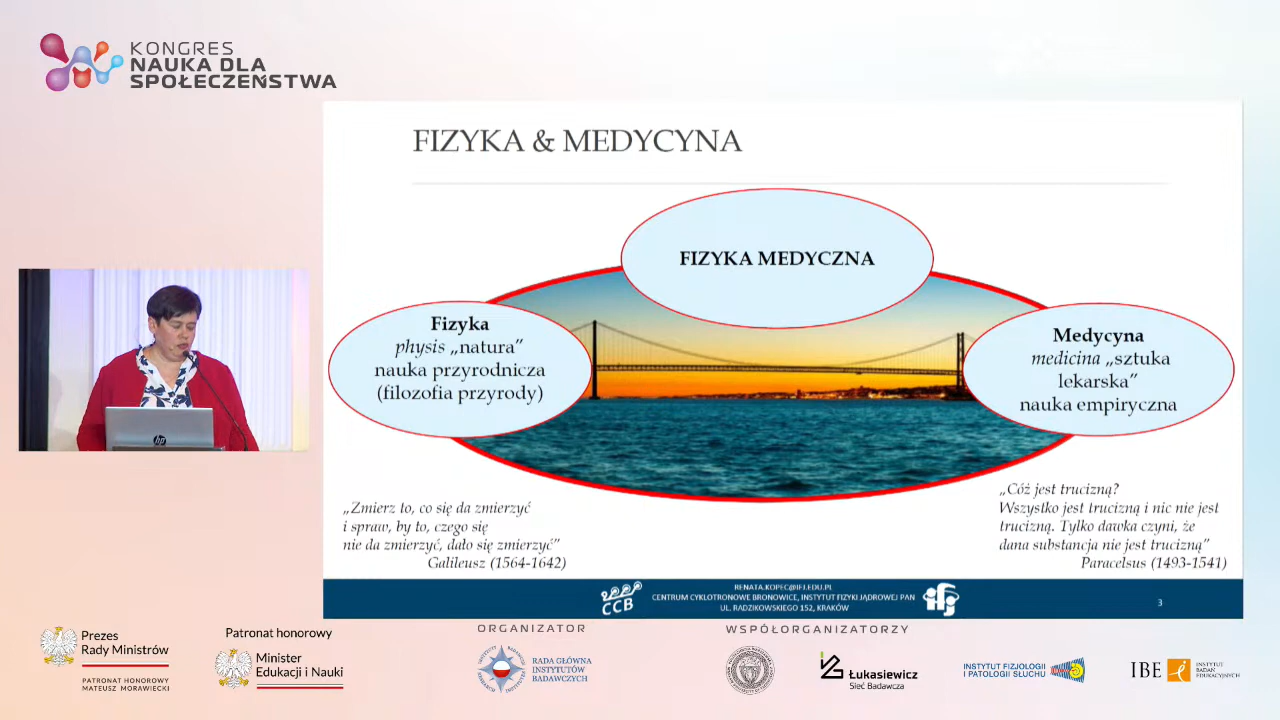 KONGRES
NAUKA DLA
SPOŁECZEŃSTWA
FIZYKA & MEDYCYNA
FIZYKA MEDYCZNA
Fizyka
physis „natura”
nauka przyrodnicza
(filozofia przyrody)
Medycyna
medicina „sztuka
lekarska”
nauka empiryczna
„Zmierz to, co się da zmierzyć
i spraw, by to, czego się
nie da zmierzyć, dało się zmierzyć”
Galileusz (1564-1642)
„Cóż jest trucizną?
Wszystko jest trucizną i nic nie jest
trucizną. Tylko dawka czyni, że
dana substancja nie jest trucizną”
Paracelsus (1493-1541)
CCB
RENATA.KOPEC@IFJ.EDU.PL
CENTRUM CYKLOTRONOWE BRONOWICE, INSTYTUT FIZYKI JĄDROWEJ PAN
UL. RADZIKOWSKIEGO 152, KRAKÓW
ifj
3
hp
Prezes
Rady Ministrów
PATRONAT HONOROWY
MATEUSZ MORAWIECKI
Patronat honorowy
Minister
Edukacji i Nauki
ORGANIZATOR
RADA GŁÓWNA
INSTYTUTÓW
BADAWCZYCH
WSPÓŁORGANIZATORZY
Łukasiewicz
Sieć Badawcza
INSTYTUT FIZJOLOGII
I PATOLOGII SŁUCHU
IBE
INSTYTUT
BADAŃ
EDUKACYJNYCH